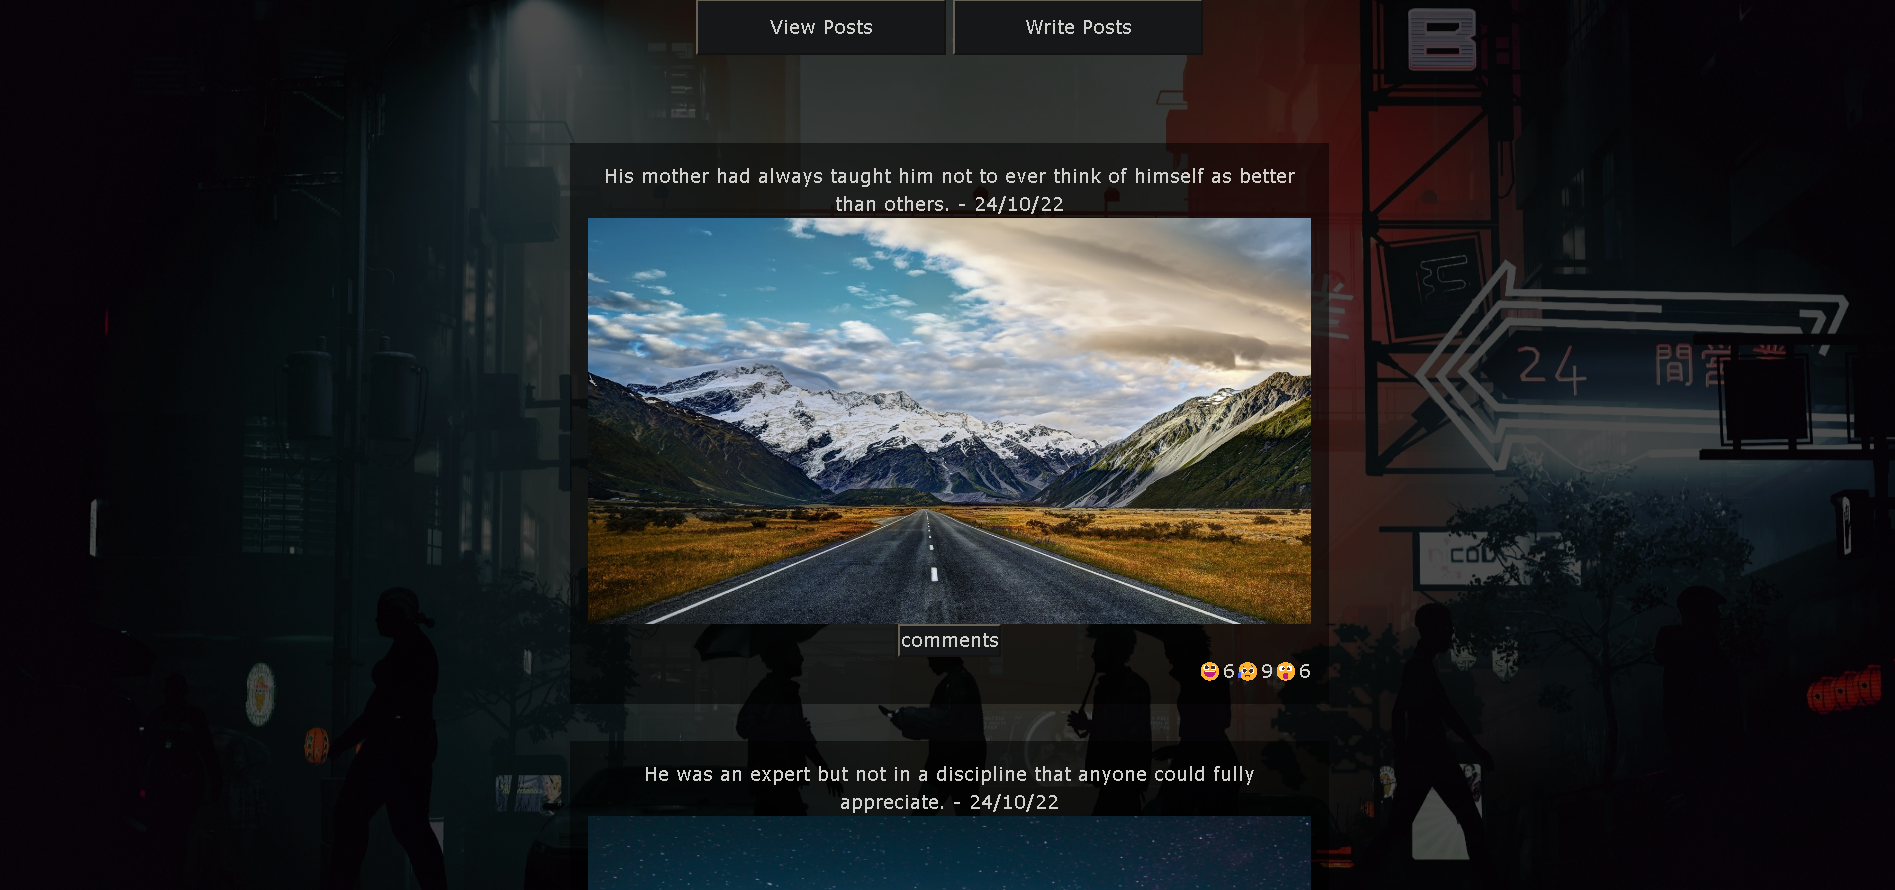 View Posts
Write Posts
B
His mother had always taught him not to ever think of himself as better
than others. - 24/10/22
24 間營業
comments
6 9 6
He was an expert but not in a discipline that anyone could fully
appreciate. - 24/10/22